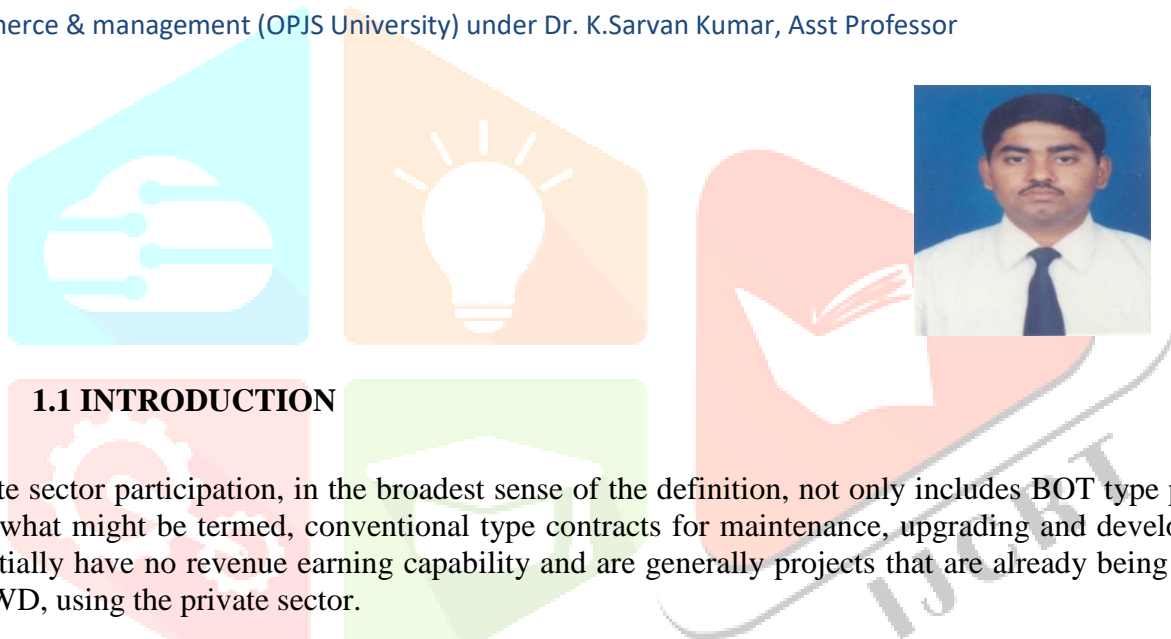 merce & management (OPJS University) under Dr. K.Sarvan Kumar, Asst Professor
1.1 INTRODUCTION
te sector participation, in the broadest sense of the definition, not only includes BOT type p
what might be termed, conventional type contracts for maintenance, upgrading and develo
tially have no revenue earning capability and are generally projects that are already being
WD, using the private sector.
IJCRT